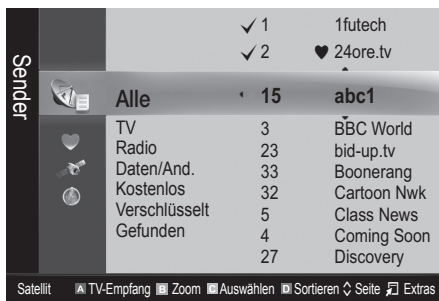 Sender
✓ 1 1futech
✓ 2 ♥ 24ore.tv
Alle 15 abc1
TV 3 BBC World
Radio 23 bid-up.tv
Daten/And. 33 Boonerang
Kostenlos 32 Cartoon Nwk
Verschlüsselt 5 Class News
Gefunden 4 Coming Soon
27 Discovery
Satellit A TV-Empfang B Zoom C Auswählen D Sortieren Seite Extras